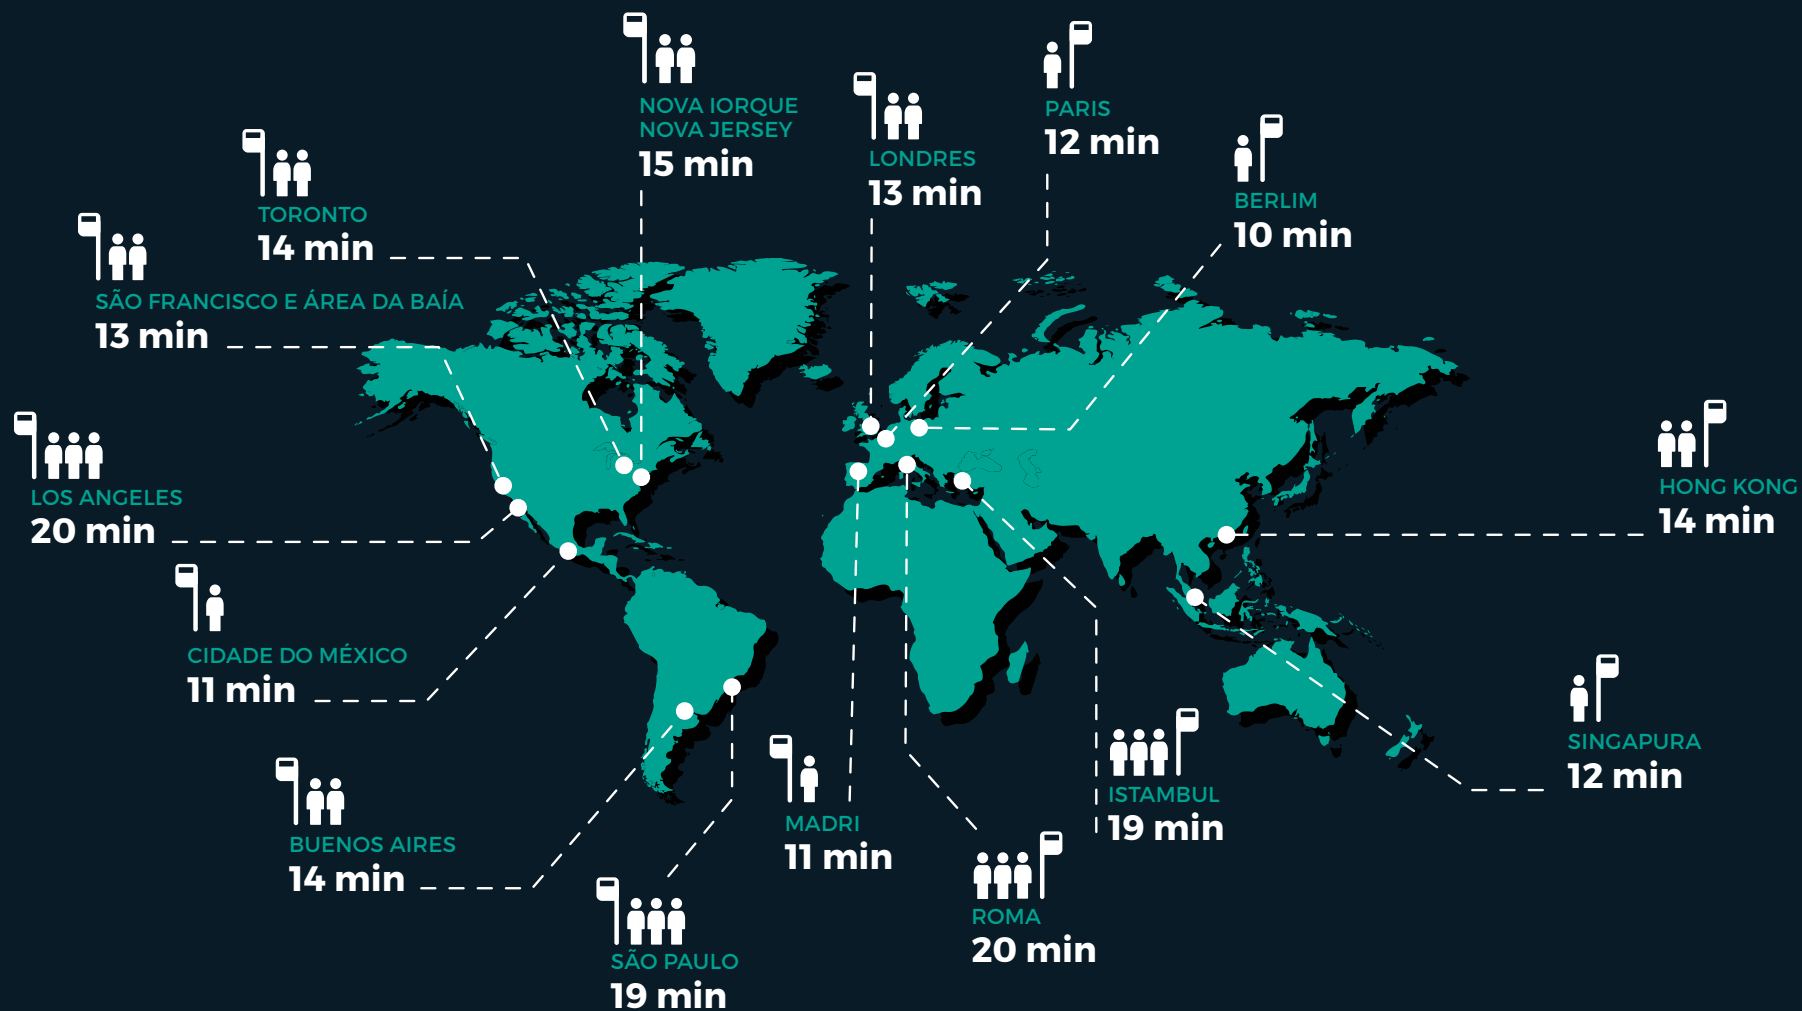 NOVA IORQUE
NOVA JERSEY
15 min
PARIS
12 min
LONDRES
13 min
BERLIM
10 min
TORONTO
14 min
SÃO FRANCISCO E ÁREA DA BAÍA
13 min
LOS ANGELES
20 min
HONG KONG
14 min
CIDADE DO MÉXICO
11 min
SINGAPURA
12 min
ISTAMBUL
19 min
MADRI
11 min
BUENOS AIRES
14 min
ROMA
20 min
SÃO PAULO
19 min